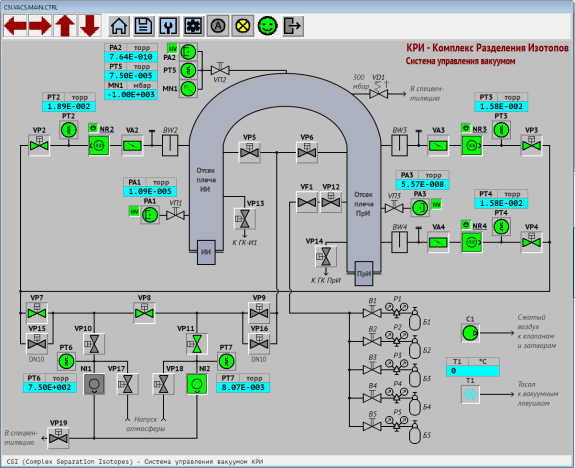 CSI.VACS.MAIN.CTRL
КРИ - Комплекс Разделения Изотопов
Система управления вакуумом
PA2 торр
7.64E-010
PT5 торр
7.50E-005
MN1 мбар
-1.00E+003
HV
PA2
PT5
MN1
VП2
300
мбар
VD1
В спецвен-
тиляцию
PT2 торр
1.89E-002
PT2
VP2
NR2
VA2
BW2
VP5
VP6
BW3
VA3
NR3
PT3 торр
1.58E-002
PT3
VP3
Отсек
плеча
ИИ
PA1 торр
1.09E-005
HV
PA1
VП1
VP13
К ГК-И1
VF1
VP12
Отсек
плеча
ПрИ
PA3 торр
5.57E-008
VП3
PA3
HV
PT4 торр
1.58E-002
PT4
BW4
VA4
NR4
VP4
ИИ
VP14
К ГК ПрИ
ПрИ
VP7
VP8
VP9
VP15
DN10
VP10
VP11
VP16
DN10
PT6
PT6 торр
7.50E+002
NI1
VP17
VP18
NI2
PT7
PT7 торр
8.07E-003
Напуск
атмосферы
В спецвен-
тиляцию
VP19
В1
P1
Б1
В2
P2
Б2
В3
P3
Б3
В4
P4
Б4
В5
P5
Б5
C1
Сжатый
воздух
к клапанам
и затворам
T1 °C
0
T1
Тосол
к вакуумным
ловушкам
CSI (Complex Separation Isotopes) - Система управления вакуумом КРИ